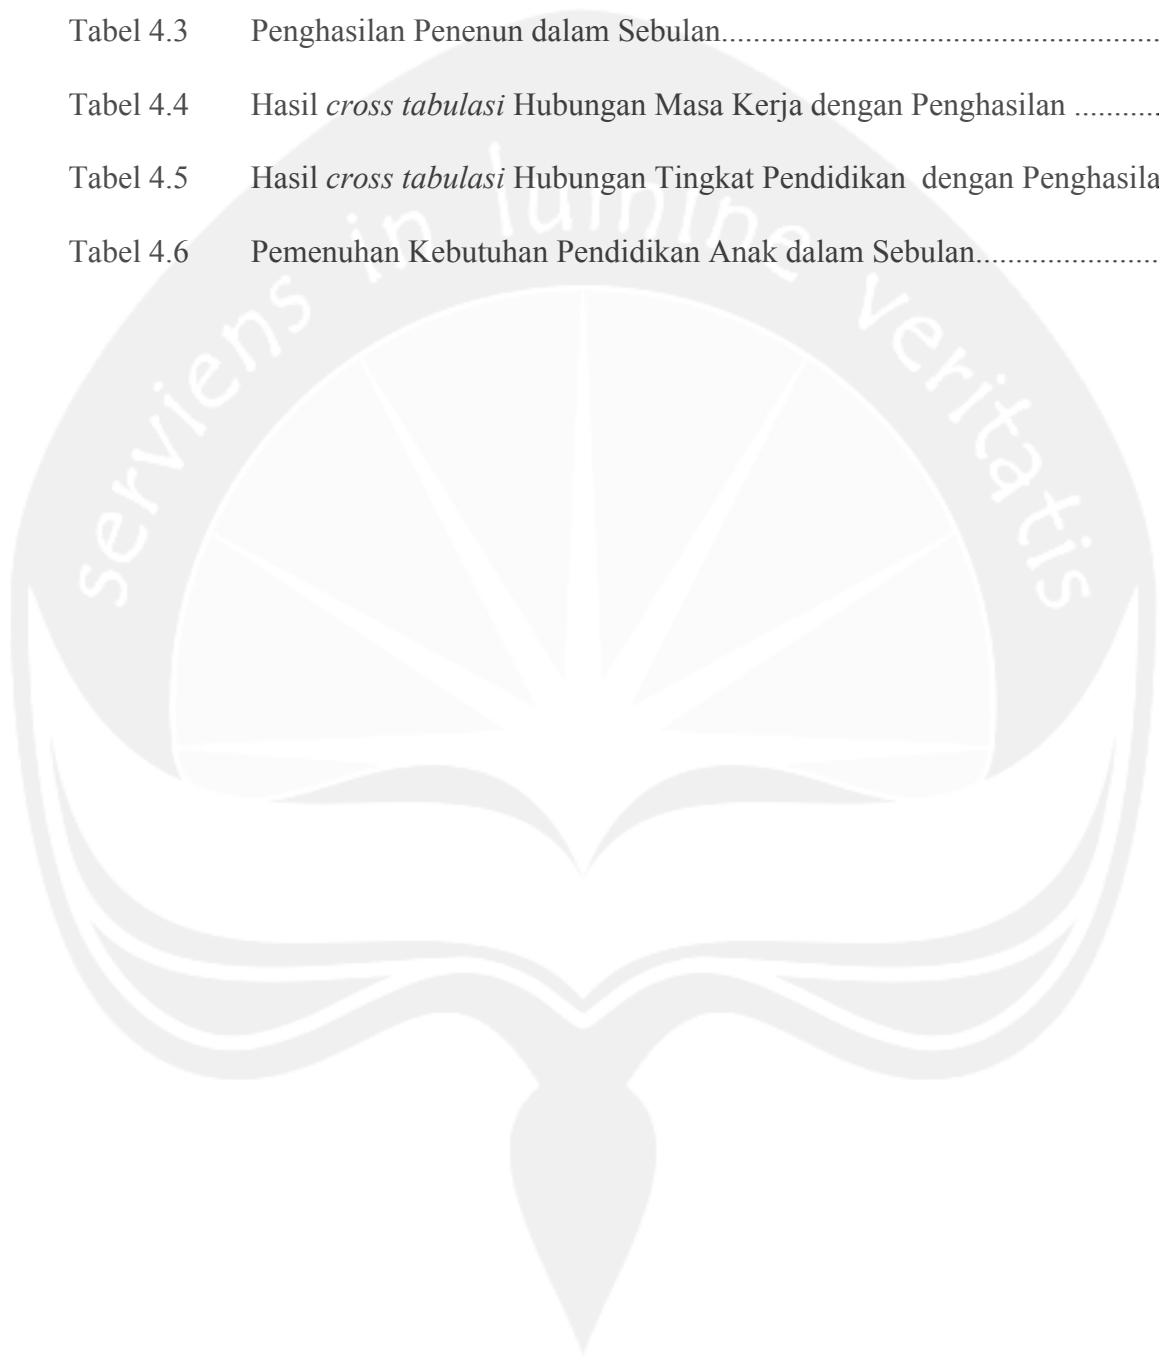 Tabel 4.3 Penghasilan Penenun dalam Sebulan................................................................
Tabel 4.4 Hasil cross tabulasi Hubungan Masa Kerja dengan Penghasilan ...........
Tabel 4.5 Hasil cross tabulasi Hubungan Tingkat Pendidikan dengan Penghasila
Tabel 4.6 Pemenuhan Kebutuhan Pendidikan Anak dalam Sebulan.......................
serviens in lumine veritatis